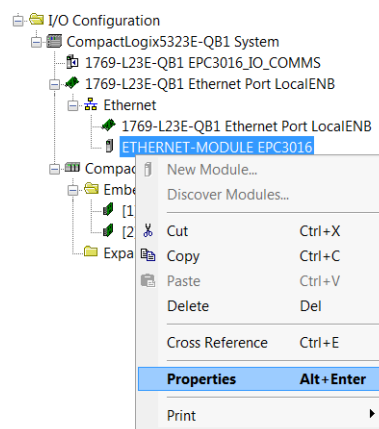 I/O Configuration
CompactLogix5323E-QB1 System
1769-L23E-QB1 EPC3016_IO_COMMS
1769-L23E-QB1 Ethernet Port LocalENB
Ethernet
1769-L23E-QB1 Ethernet Port LocalENB
ETHERNET-MODULE EPC3016
Compac
New Module...
Embe
Discover Modules...
[1
[2
Cut Ctrl+X
Expa
Copy Ctrl+C
Paste Ctrl+V
Delete Del
Cross Reference Ctrl+E
Properties Alt+Enter
Print